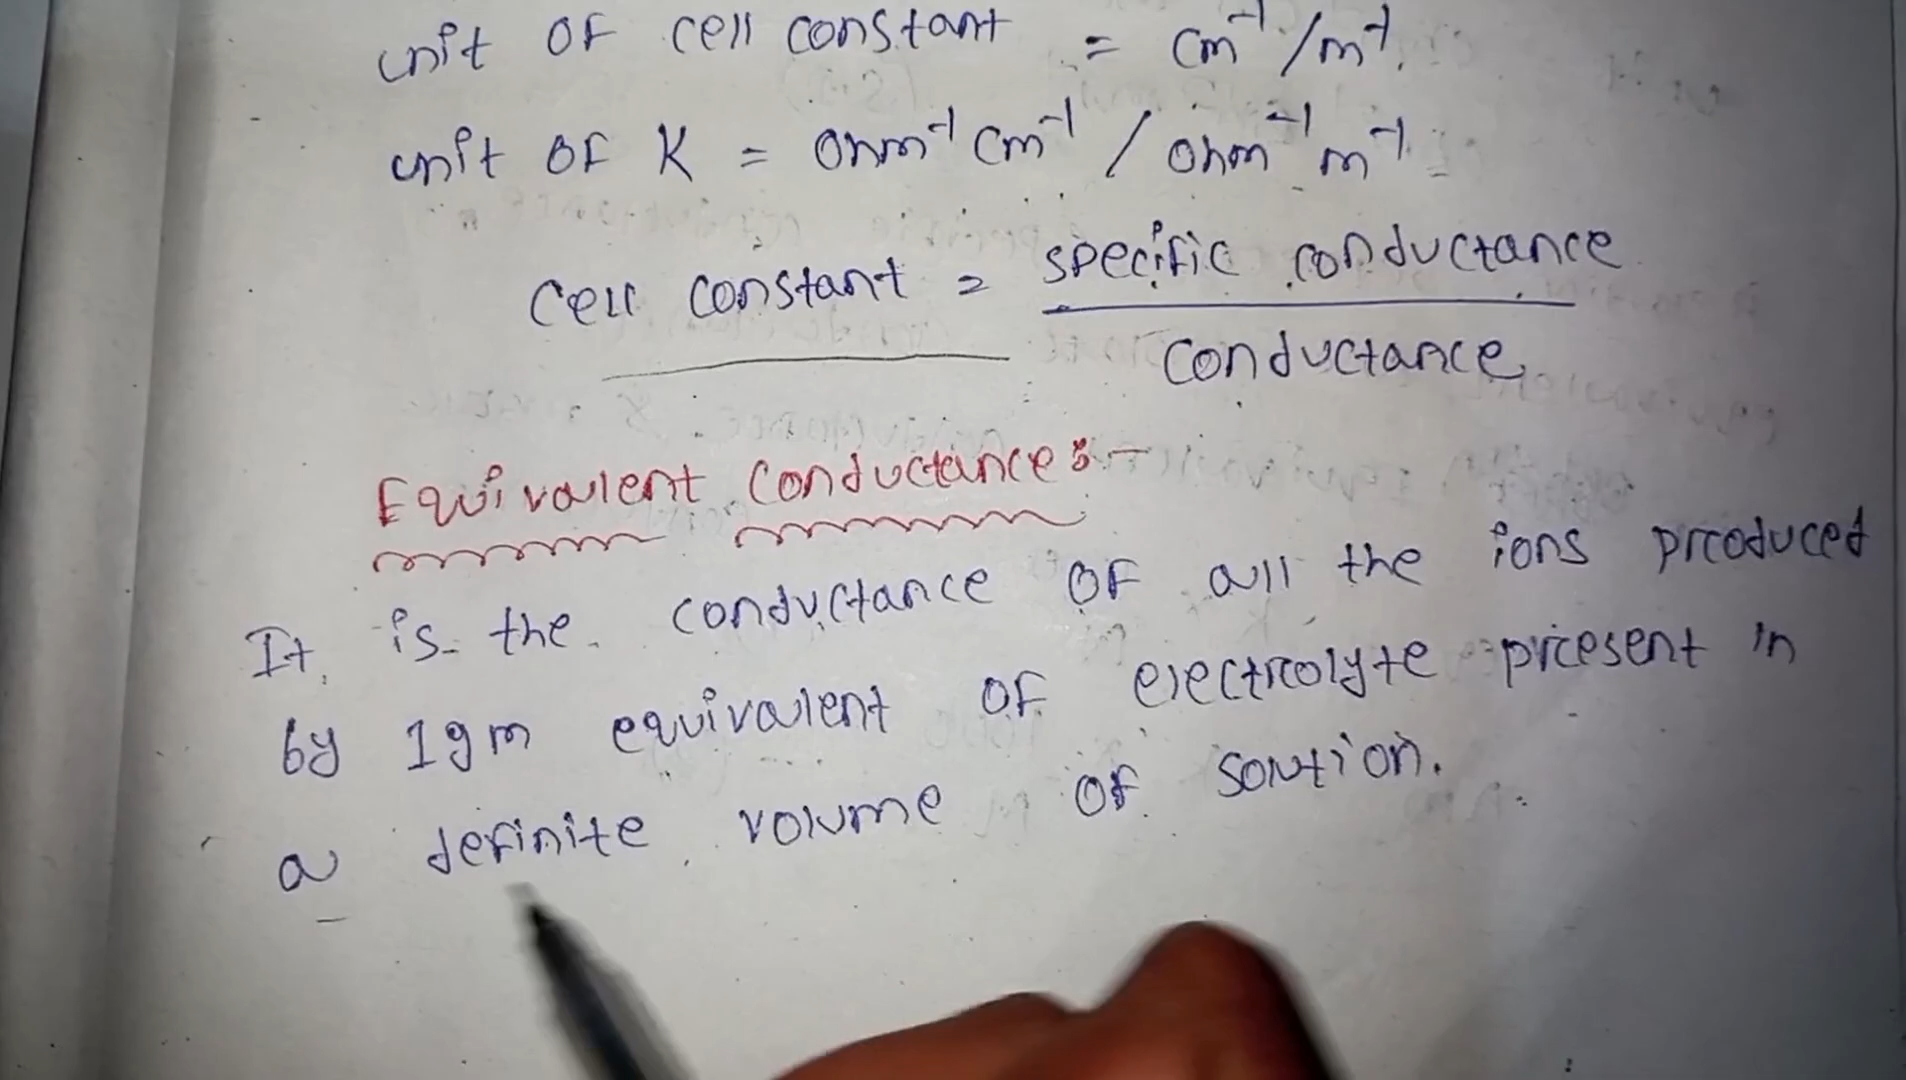 unit of cell constant = cm⁻¹/m⁻¹.
unit of K = ohm⁻¹ cm⁻¹ / ohm⁻¹ m⁻¹
cell constant = specific conductance
conductance
Equivalent conductance :-
It is the conductance of all the ions produced
by 1gm equivalent of electrolyte present in
a definite volume of solution.